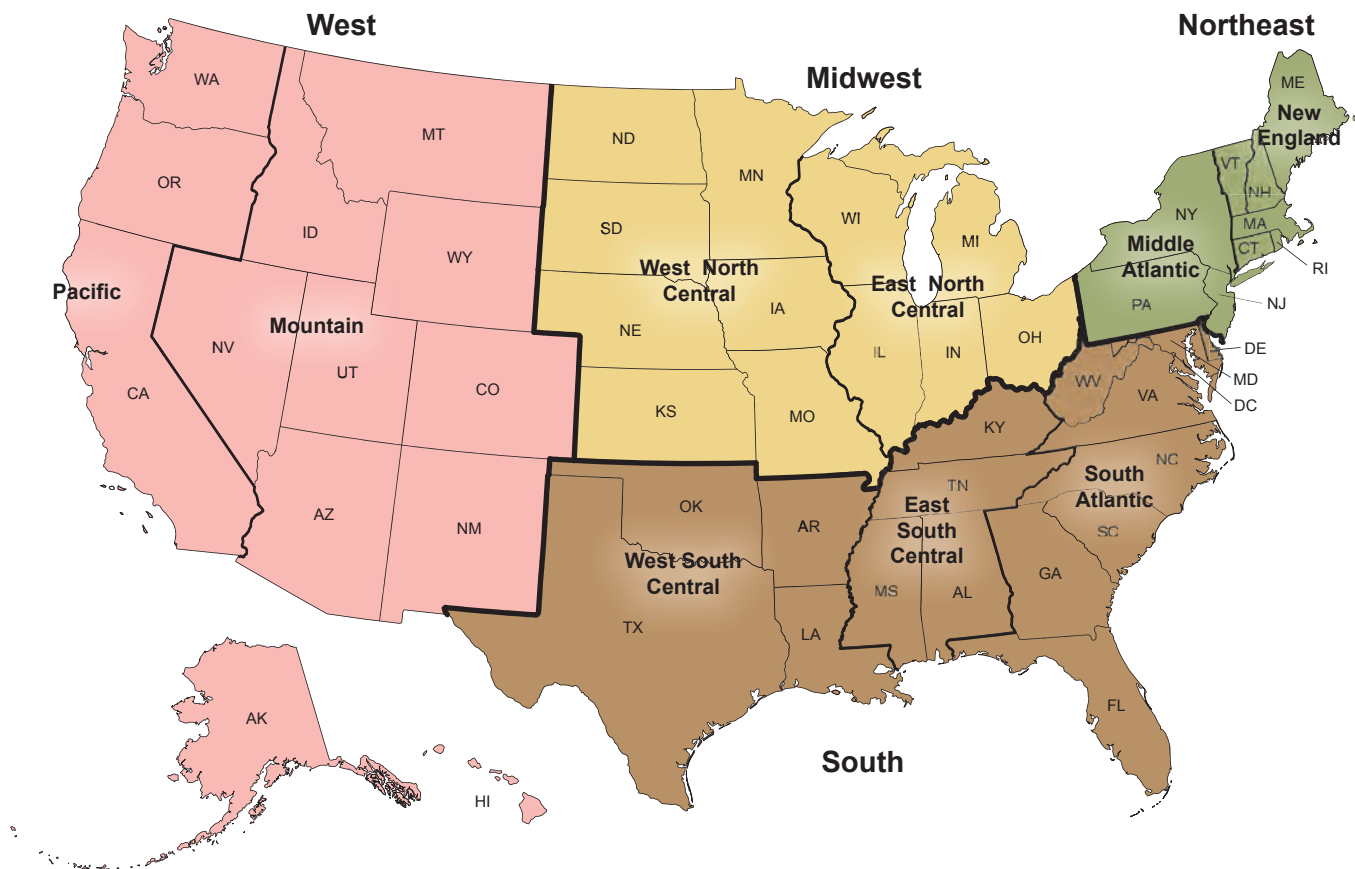 West
Northeast
Midwest
South
WA
OR
CA
NV
ID
MT
WY
UT
CO
AZ
NM
AK
HI
Pacific
Mountain
ND
SD
NE
KS
MN
IA
MO
West North
Central
WI
MI
IL
IN
OH
East North
Central
ME
New
England
VT
NH
MA
CT
RI
NY
PA
NJ
Middle
Atlantic
DE
MD
DC
WV
VA
NC
SC
GA
FL
South
Atlantic
KY
TN
MS
AL
East
South
Central
OK
AR
TX
LA
West South
Central